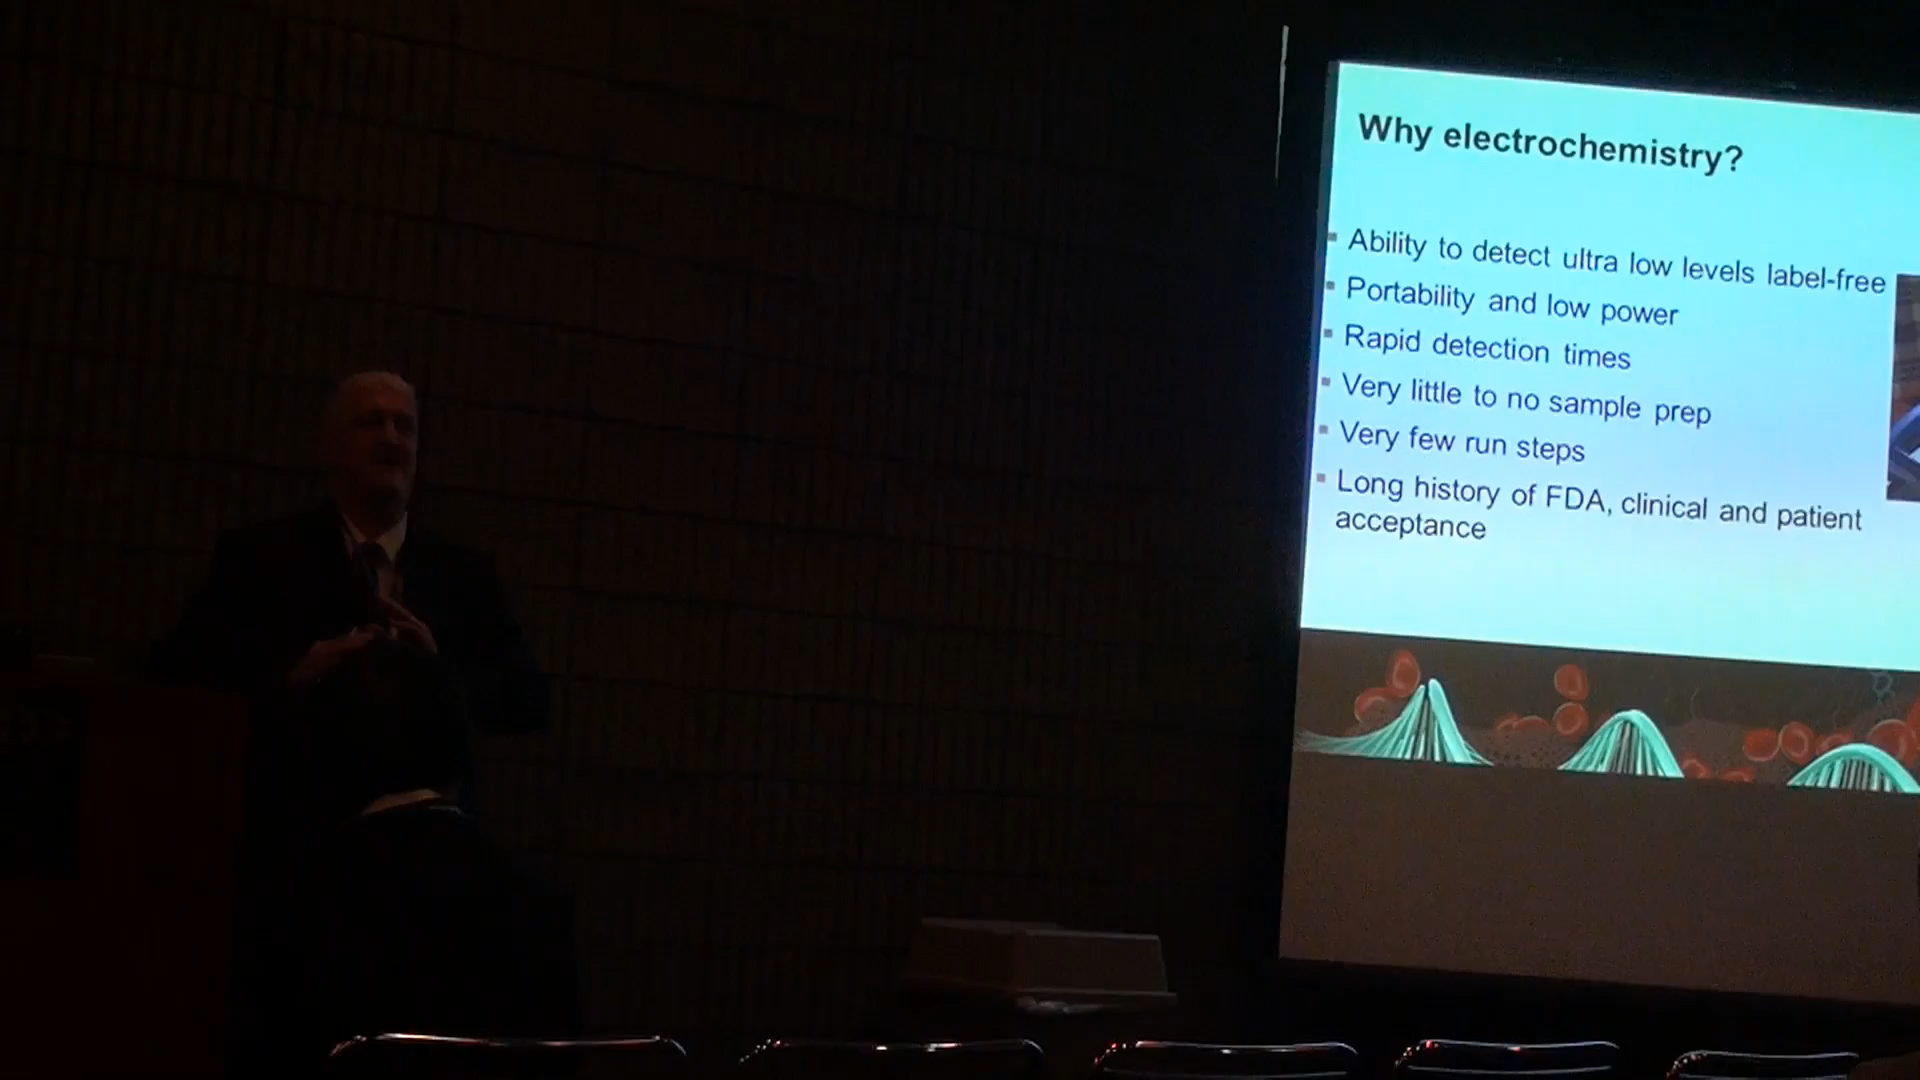 Why electrochemistry?
Ability to detect ultra low levels label-free
Portability and low power
Rapid detection times
Very little to no sample prep
Very few run steps
Long history of FDA, clinical and patient
acceptance